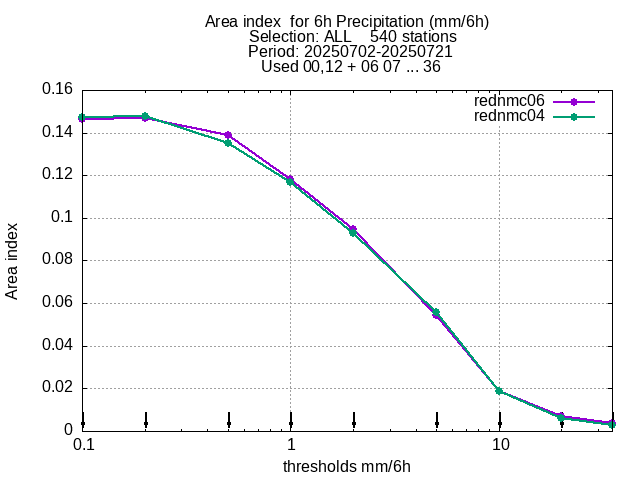 Area index  for 6h Precipitation (mm/6h)
Selection: ALL    540 stations
Period: 20250702-20250721
Used 00,12 + 06 07 ... 36
rednmc06
rednmc04
0.16
0.14
0.12
0.1
0.08
0.06
0.04
0.02
0
Area index
0.1
1
10
thresholds mm/6h